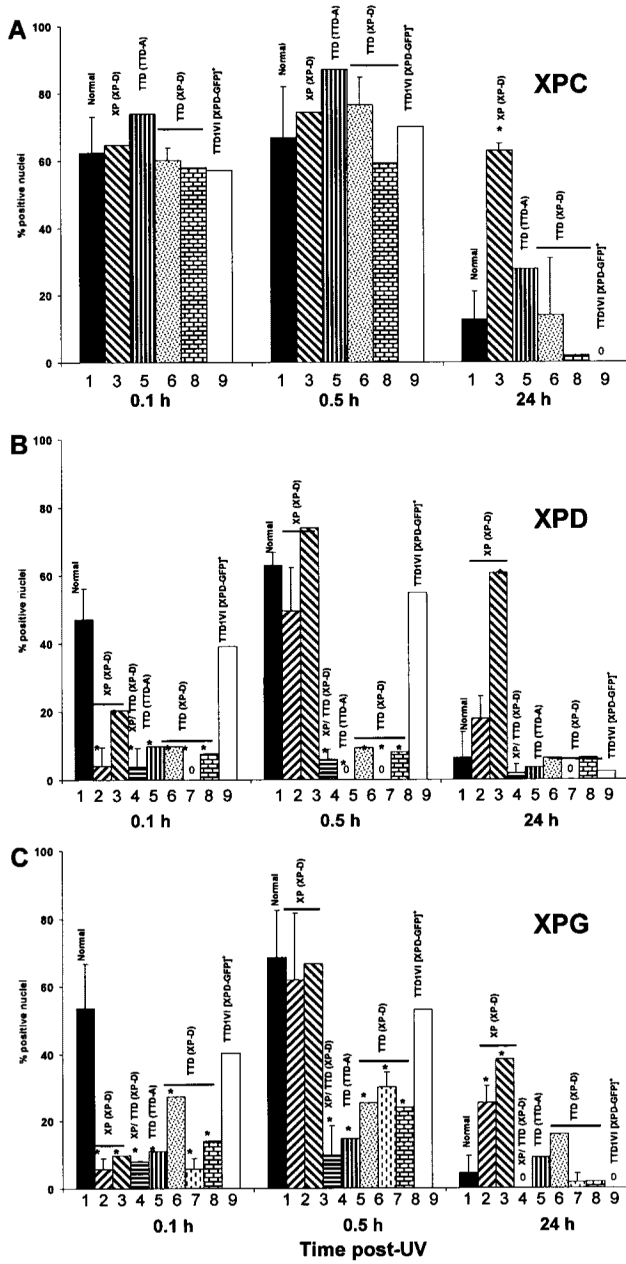 A
XPC
% positive nuclei
100
80
60
40
20
0
Normal
XP (XP-D)
TTD (TTD-A)
TTD (XP-D)
TTD1VI [XPD-GFP]+
Normal
XP (XP-D)
TTD (TTD-A)
TTD (XP-D)
TTD1VI [XPD-GFP]+
Normal
* XP (XP-D)
TTD (TTD-A)
TTD (XP-D)
TTD1VI [XPD-GFP]+
0
1 3 5 6 8 9
1 3 5 6 8 9
1 3 5 6 8 9
0.1 h
0.5 h
24 h
B
XPD
% positive nuclei
100
80
60
40
20
0
Normal
XP (XP-D)
XP/ TTD (XP-D)
TTD (TTD-A)
TTD (XP-D)
TTD1VI [XPD-GFP]+
* * * * * * *
0
Normal
XP (XP-D)
XP/ TTD (XP-D)
TTD (TTD-A)
TTD (XP-D)
TTD1VI [XPD-GFP]+
* * * * *
0 0
Normal
XP (XP-D)
*
XP/ TTD (XP-D)
TTD (TTD-A)
TTD (XP-D)
TTD1VI [XPD-GFP]+
0
1 2 3 4 5 6 7 8 9
1 2 3 4 5 6 7 8 9
1 2 3 4 5 6 7 8 9
0.1 h
0.5 h
24 h
C
XPG
% positive nuclei
100
80
60
40
20
0
Normal
XP (XP-D)
XP/ TTD (XP-D)
TTD (TTD-A)
TTD (XP-D)
TTD1VI [XPD-GFP]+
* * * * * * *
Normal
XP (XP-D)
XP/ TTD (XP-D)
TTD (TTD-A)
TTD (XP-D)
TTD1VI [XPD-GFP]+
* * * * *
Normal
XP (XP-D)
* *
XP/ TTD (XP-D)
TTD (TTD-A)
TTD (XP-D)
TTD1VI [XPD-GFP]+
0 0
1 2 3 4 5 6 7 8 9
1 2 3 4 5 6 7 8 9
1 2 3 4 5 6 7 8 9
0.1 h
0.5 h
24 h
Time post-UV